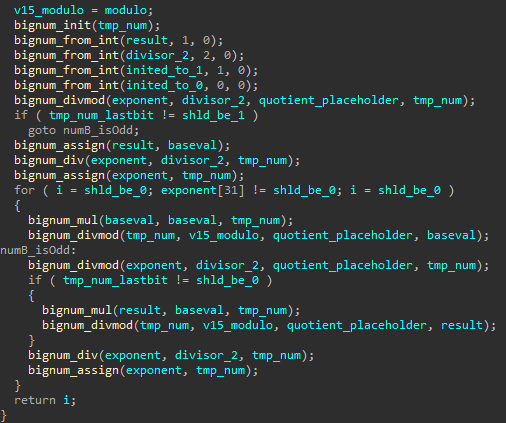 v15_modulo = modulo;
bignum_init(tmp_num);
bignum_from_int(result, 1, 0);
bignum_from_int(divisor_2, 2, 0);
bignum_from_int(inited_to_1, 1, 0);
bignum_from_int(inited_to_0, 0, 0);
bignum_divmod(exponent, divisor_2, quotient_placeholder, tmp_num);
if ( tmp_num_lastbit != shld_be_1 )
goto numB_isOdd;
bignum_assign(result, baseval);
bignum_div(exponent, divisor_2, tmp_num);
bignum_assign(exponent, tmp_num);
for ( i = shld_be_0; exponent[31] != shld_be_0; i = shld_be_0 )
{
bignum_mul(baseval, baseval, tmp_num);
bignum_divmod(tmp_num, v15_modulo, quotient_placeholder, baseval);
numB_isOdd:
bignum_divmod(exponent, divisor_2, quotient_placeholder, tmp_num);
if ( tmp_num_lastbit != shld_be_0 )
{
bignum_mul(result, baseval, tmp_num);
bignum_divmod(tmp_num, v15_modulo, quotient_placeholder, result);
}
bignum_div(exponent, divisor_2, tmp_num);
bignum_assign(exponent, tmp_num);
}
return i;
}